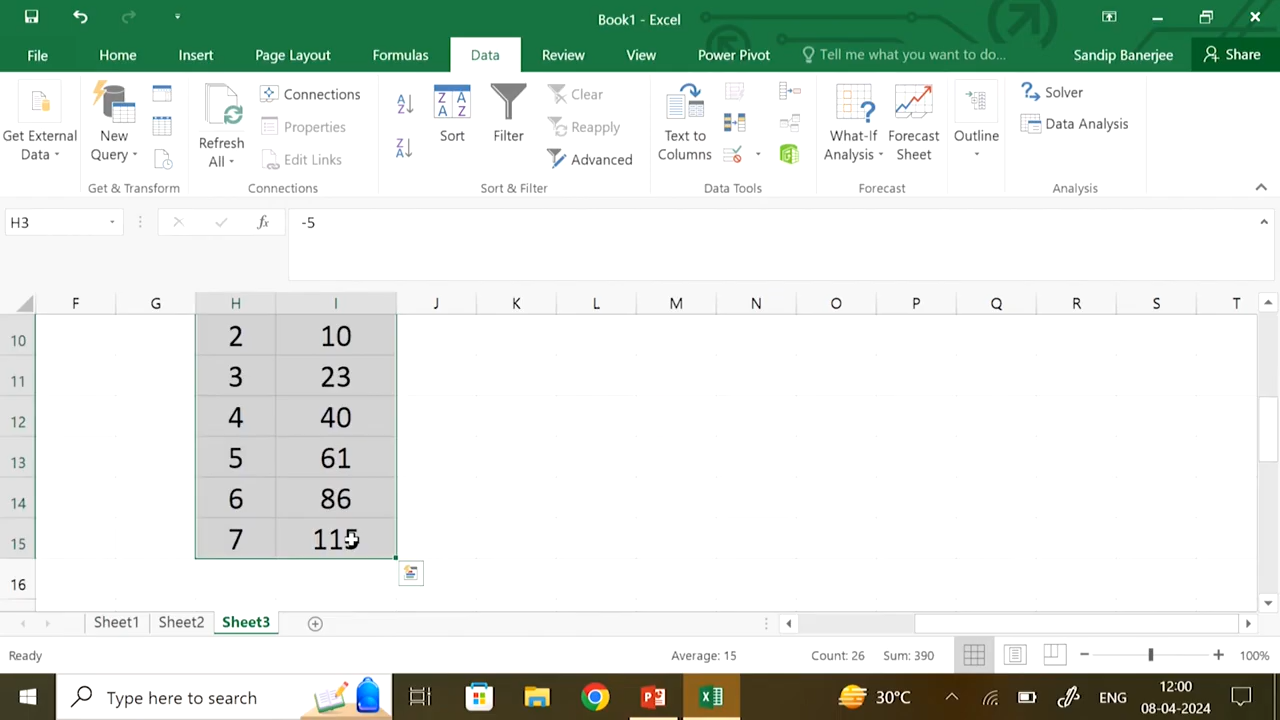 Book1 - Excel
File Home Insert Page Layout Formulas Data Review View Power Pivot Tell me what you want to do... Sandip Banerjee Share
Get External Data
New Query
Refresh All
Connections
Properties
Edit Links
Sort
Filter
Clear
Reapply
Advanced
Text to Columns
What-If Analysis
Forecast Sheet
Outline
Solver
Data Analysis
Get & Transform Connections Sort & Filter Data Tools Forecast Analysis
H3 fx -5
F G H I J K L M N O P Q R S T
10 2 10
11 3 23
12 4 40
13 5 61
14 6 86
15 7 115
16
Sheet1 Sheet2 Sheet3
Ready Average: 15 Count: 26 Sum: 390 100%
Type here to search 30°C ENG 12:00
08-04-2024